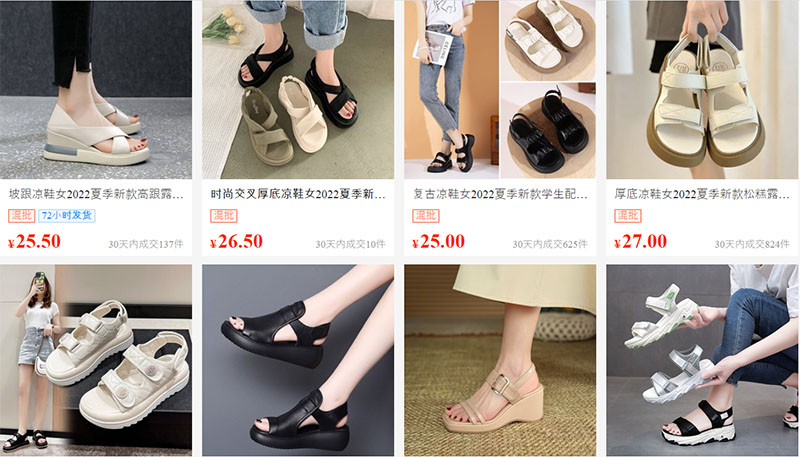 坡跟凉鞋女2022夏季新款高跟露…
时尚交叉厚底凉鞋女2022夏季新…
复古凉鞋女2022夏季新款学生配…
厚底凉鞋女2022夏季新款松糕露…
混批 72小时发货
混批
混批
混批
¥25.50 30天内成交137件
¥26.50 30天内成交10件
¥25.00 30天内成交625件
¥27.00 30天内成交824件